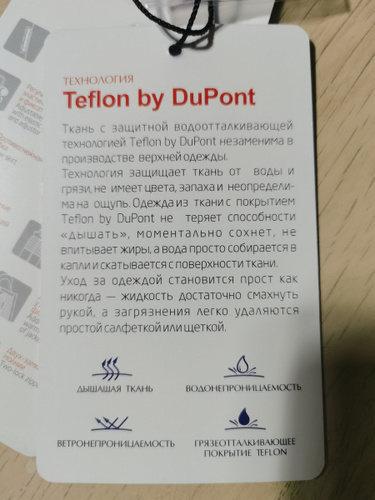 ТЕХНОЛОГИЯ
Teflon by DuPont
Ткань с защитной водоотталкивающей
технологией Teflon by DuPont незаменима в
производстве верхней одежды.
Технология защищает ткань от воды и
грязи, не имеет цвета, запаха и неопредели-
ма на ощупь. Одежда из ткани с покрытием
Teflon by DuPont не теряет способности
«дышать», моментально сохнет, не
впитывает жиры, а вода просто собирается в
капли и скатывается с поверхности ткани.
Уход за одеждой становится прост как
никогда — жидкость достаточно смахнуть
рукой, а загрязнения легко удаляются
простой салфеткой или щеткой.
ДЫШАЩАЯ ТКАНЬ
ВОДОНЕПРОНИЦАЕМОСТЬ
ВЕТРОНЕПРОНИЦАЕМОСТЬ
ГРЯЗЕОТТАЛКИВАЮЩЕЕ
ПОКРЫТИЕ TEFLON